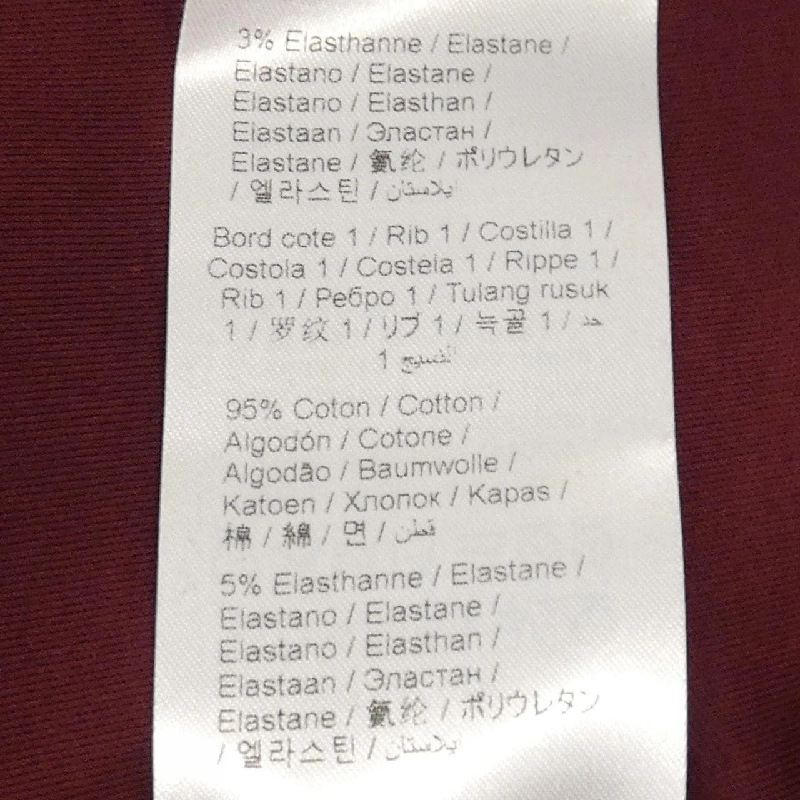 3% Elasthanne / Elastane /
Elastano / Elastane /
Elastano / Elasthan /
Elastaan / Эластан /
Elastane / 氨纶 / ポリウレタン
/ 엘라스틴 / إيلاستان
Bord cote 1 / Rib 1 / Costilla 1 /
Costola 1 / Costela 1 / Rippe 1 /
Rib 1 / Ребро 1 / Tulang rusuk
1 / 罗纹 1 / リブ 1 / 늑골 1 / حد
1
95% Coton / Cotton /
Algodón / Cotone /
Algodão / Baumwolle /
Katoen / Хлопок / Kapas /
棉 / 綿 / 면 / قطن
5% Elasthanne / Elastane /
Elastano / Elastane /
Elastano / Elasthan /
Elastaan / Эластан /
Elastane / 氨纶 / ポリウレタン
/ 엘라스틴 / إيلاستان